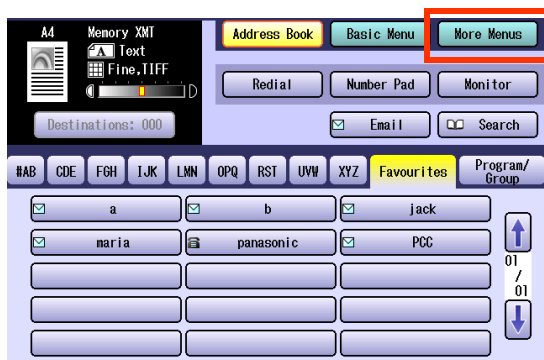 A4 Memory XMT Address Book Basic Menu More Menus
A Text
Fine,TIFF
Redial Number Pad Monitor
D
Destinations: 000 Email Search
#AB CDE FGH IJK LMN OPQ RST UVW XYZ Favourites Program/
Group
a b jack
maria panasonic PCC
01
/
01